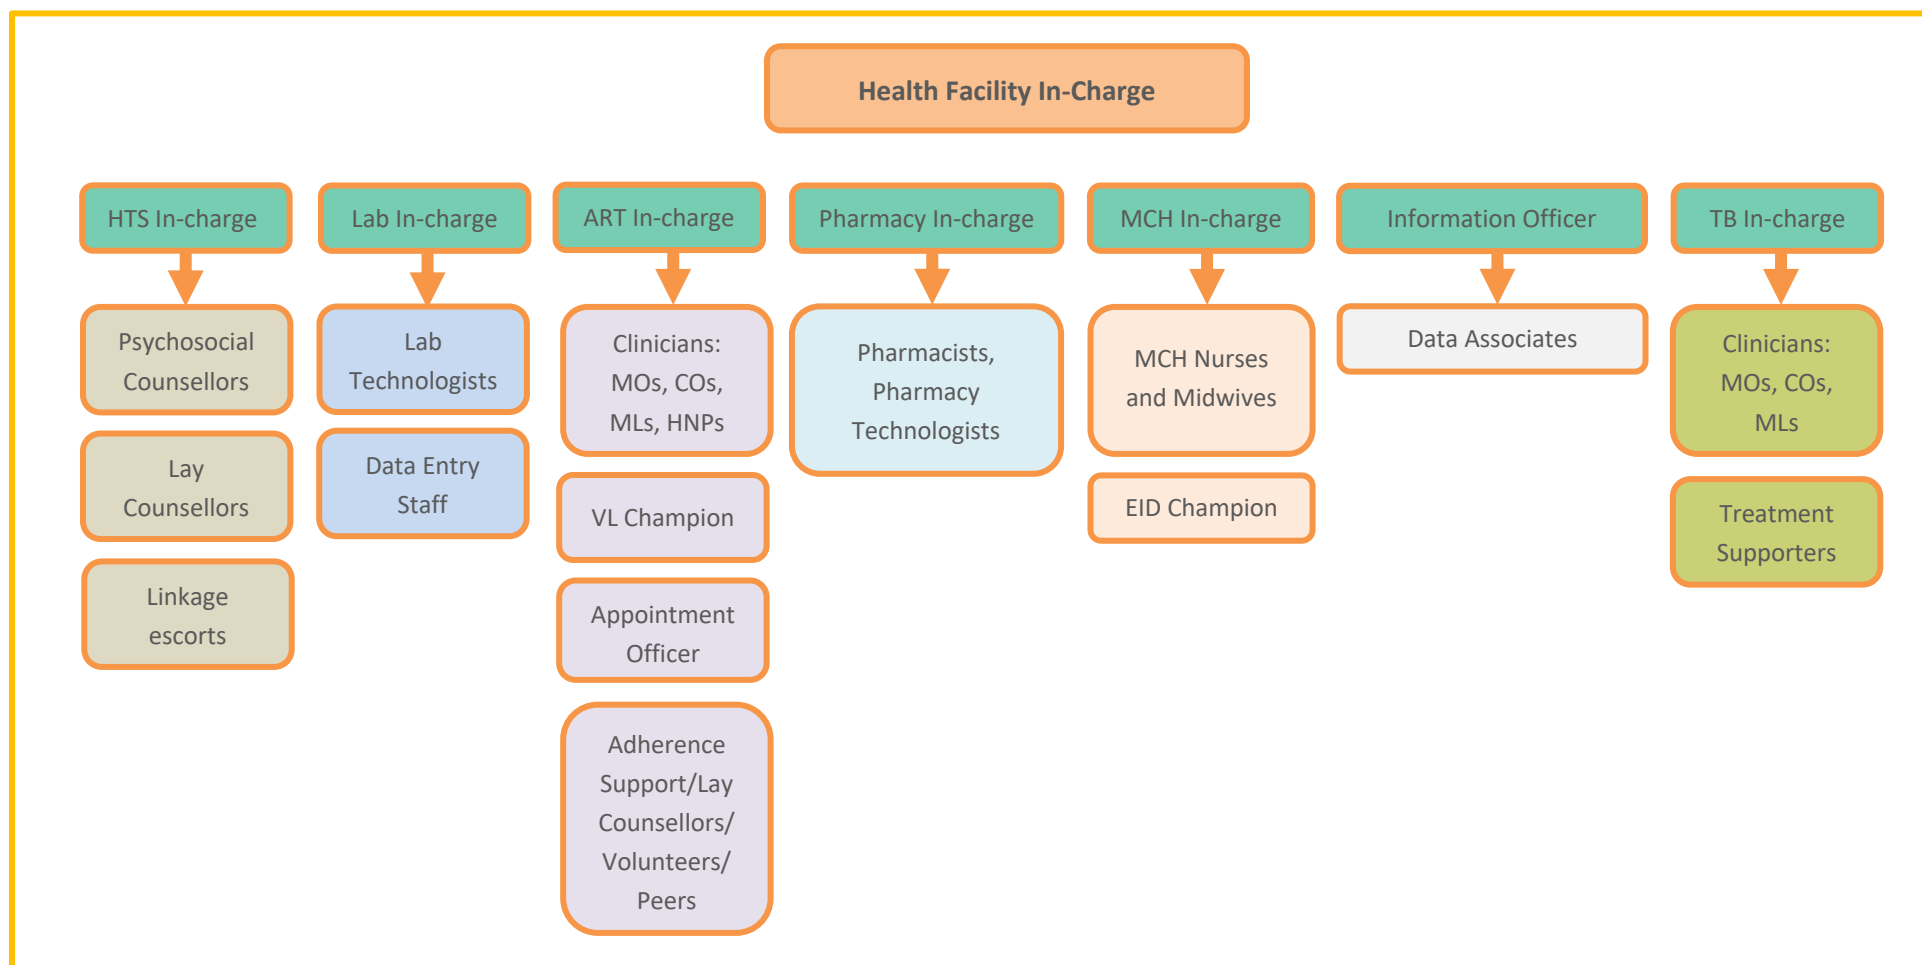 Health Facility In-Charge
HTS In-charge
Lab In-charge
ART In-charge
Pharmacy In-charge
MCH In-charge
Information Officer
TB In-charge
Psychosocial
Counsellors
Lay
Counsellors
Linkage
escorts
Lab
Technologists
Data Entry
Staff
Clinicians:
MOs, COs,
MLs, HNPs
VL Champion
Appointment
Officer
Adherence
Support/Lay
Counsellors/
Volunteers/
Peers
Pharmacists,
Pharmacy
Technologists
MCH Nurses
and Midwives
EID Champion
Data Associates
Clinicians:
MOs, COs,
MLs
Treatment
Supporters